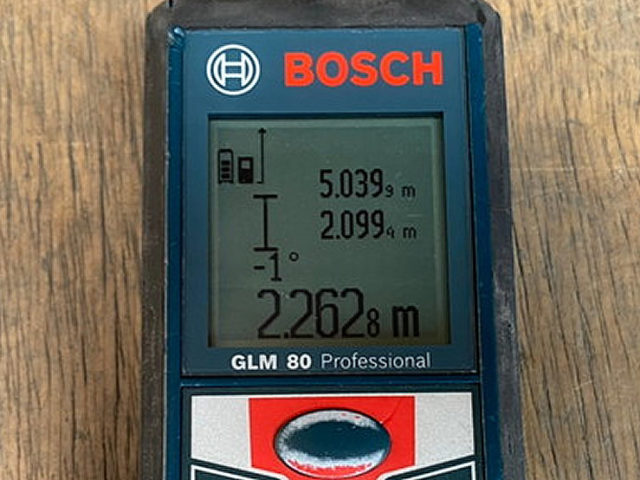 BOSCH
5.0399 m
2.0994 m
-1°
2.2628 m
GLM 80 Professional